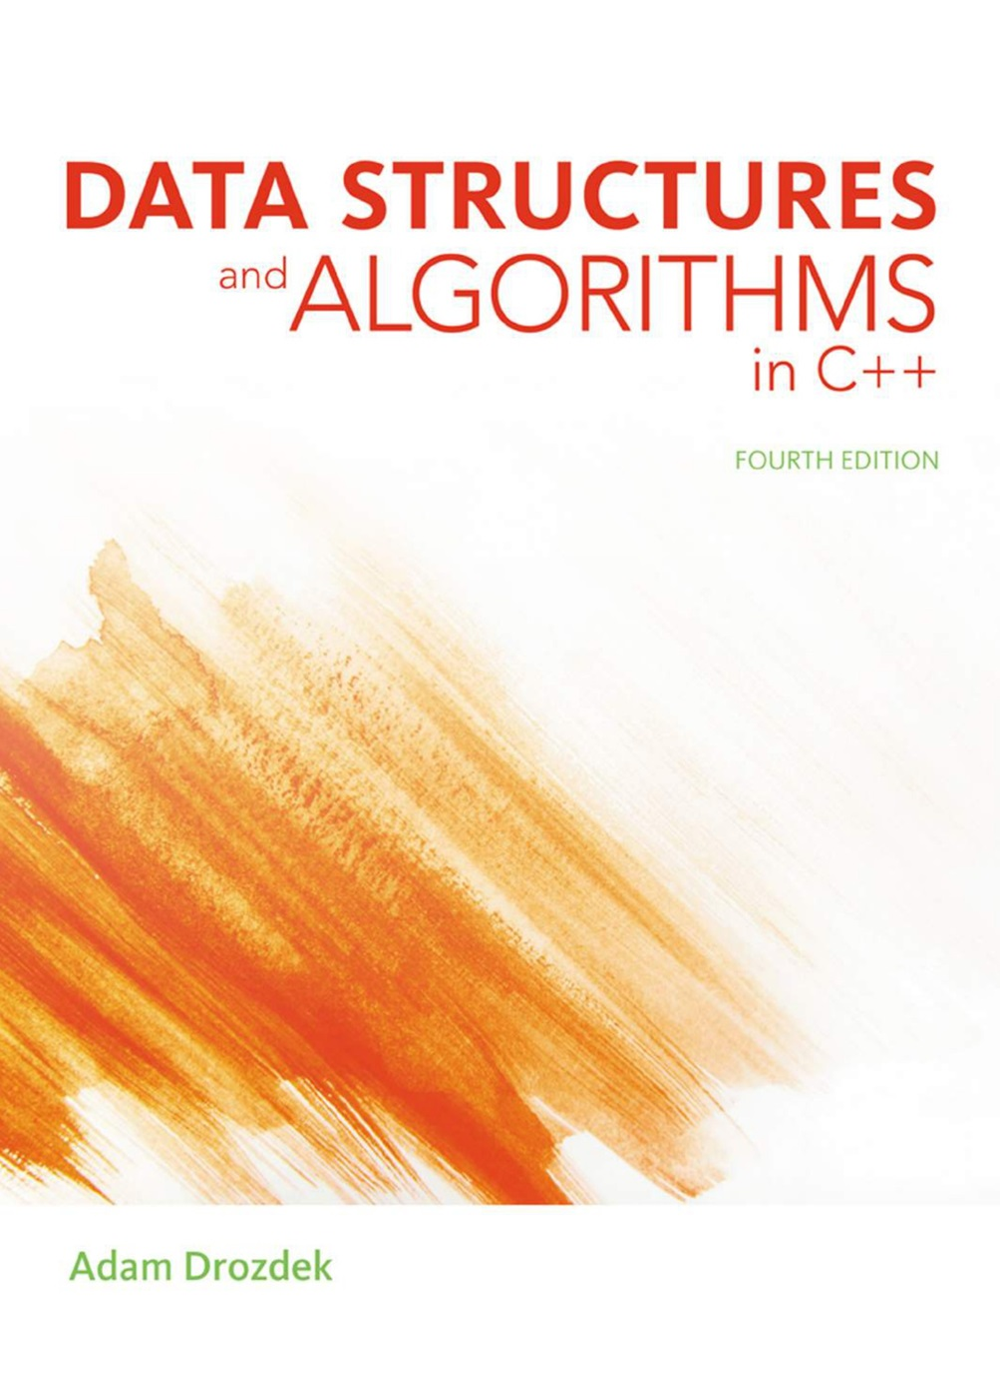 DATA STRUCTURES
and ALGORITHMS
in C++
FOURTH EDITION
Adam Drozdek